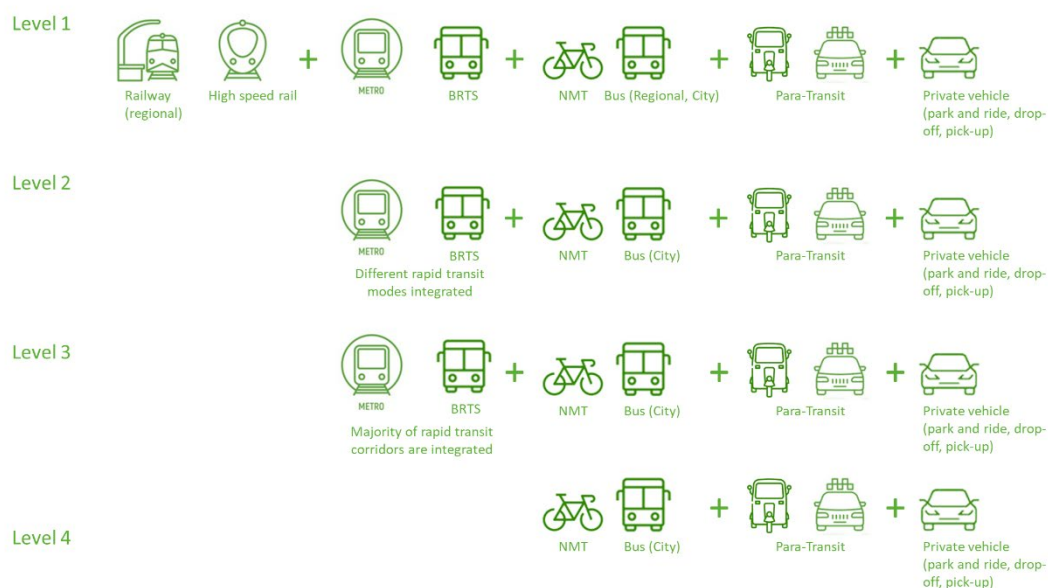 Level 1
METRO
Railway
(regional)
High speed rail
BRTS
NMT
Bus (Regional, City)
Para-Transit
Private vehicle
(park and ride, drop-
off, pick-up)
Level 2
METRO
BRTS
Different rapid transit
modes integrated
NMT
Bus (City)
Para-Transit
Private vehicle
(park and ride, drop-
off, pick-up)
Level 3
METRO
BRTS
Majority of rapid transit
corridors are integrated
NMT
Bus (City)
Para-Transit
Private vehicle
(park and ride, drop-
off, pick-up)
Level 4
NMT
Bus (City)
Para-Transit
Private vehicle
(park and ride, drop-
off, pick-up)